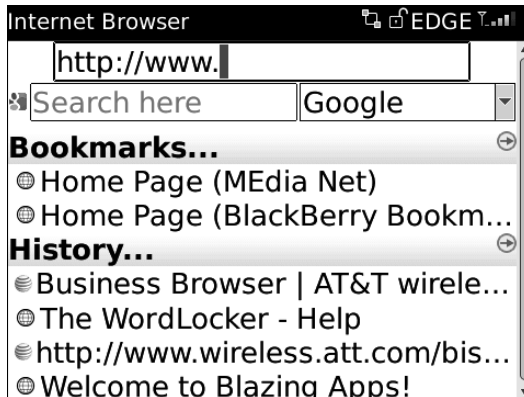 Internet Browser EDGE
http://www.
Search here Google
Bookmarks...
Home Page (MEdia Net)
Home Page (BlackBerry Bookm...
History...
Business Browser | AT&T wirele...
The WordLocker - Help
http://www.wireless.att.com/bis...
Welcome to Blazing Apps!